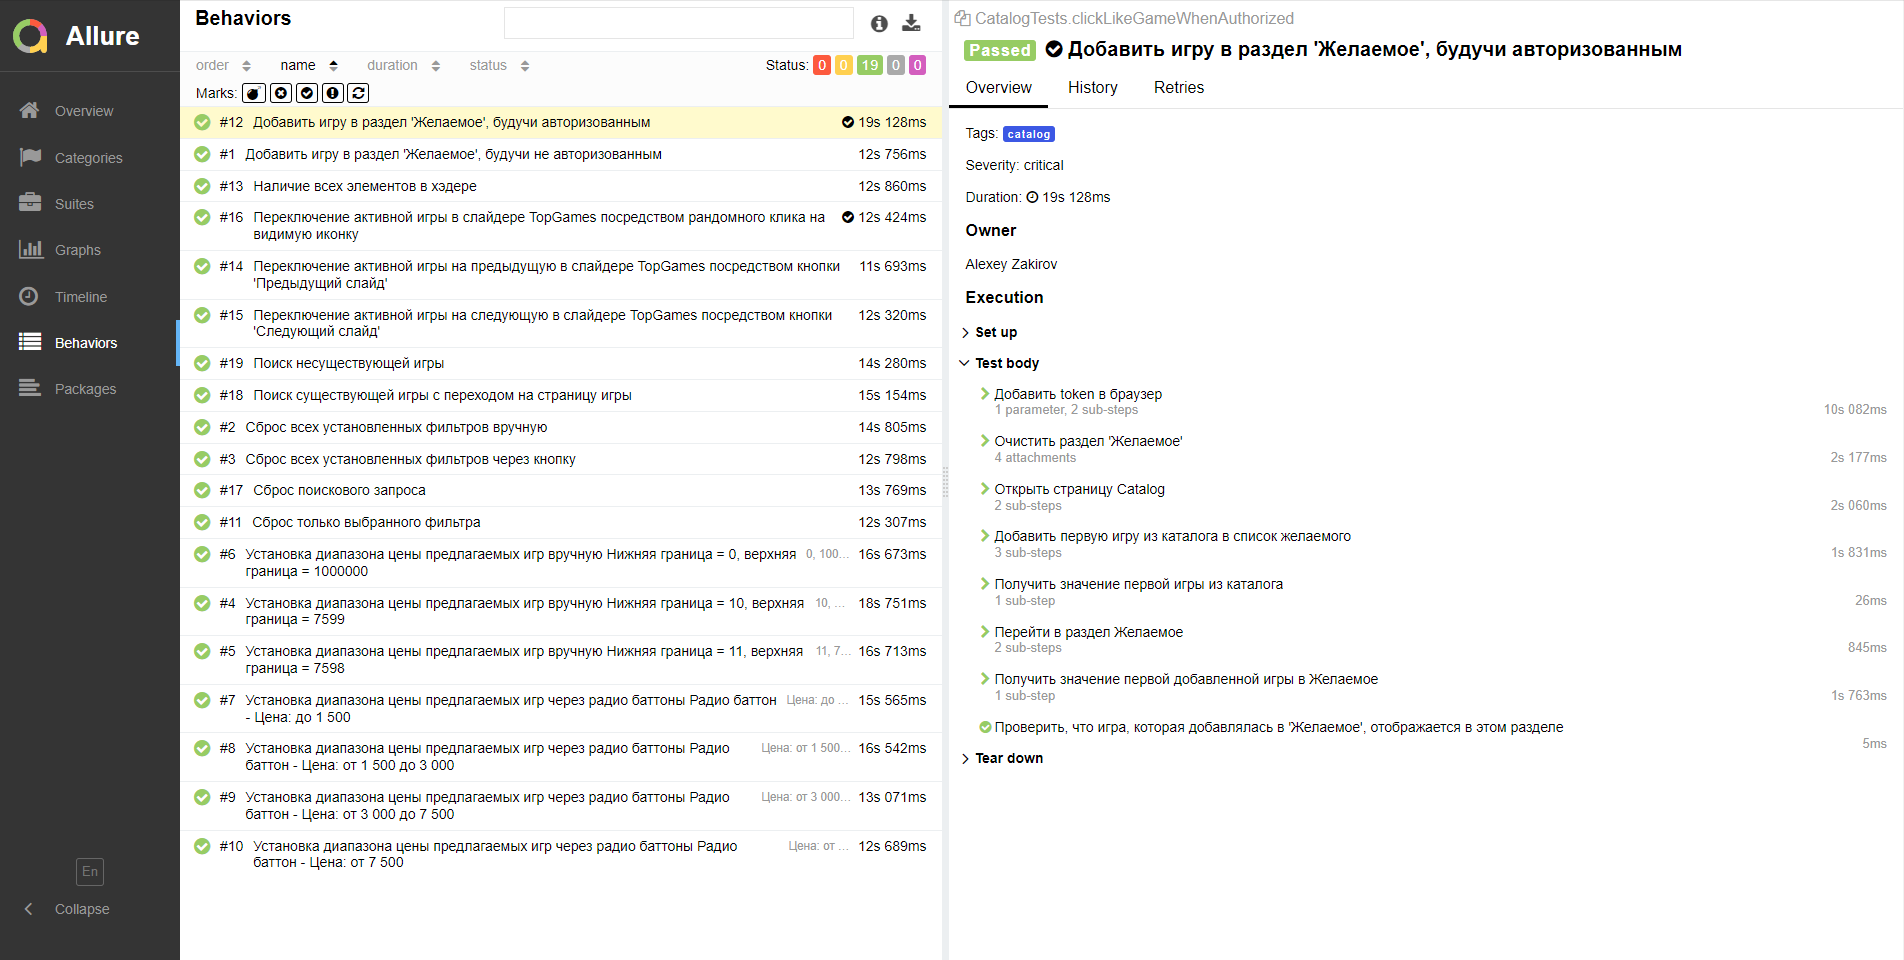 Allure
Overview
Categories
Suites
Graphs
Timeline
Behaviors
Packages
En
Collapse
Behaviors
order name duration status Status: 0 0 19 0 0
Marks:
#12 Добавить игру в раздел 'Желаемое', будучи авторизованным 19s 128ms
#1 Добавить игру в раздел 'Желаемое', будучи не авторизованным 12s 756ms
#13 Наличие всех элементов в хэдере 12s 860ms
#16 Переключение активной игры в слайдере TopGames посредством рандомного клика на 12s 424ms
видимую иконку
#14 Переключение активной игры на предыдущую в слайдере TopGames посредством кнопки 11s 693ms
'Предыдущий слайд'
#15 Переключение активной игры на следующую в слайдере TopGames посредством кнопки 12s 320ms
'Следующий слайд'
#19 Поиск несуществующей игры 14s 280ms
#18 Поиск существующей игры с переходом на страницу игры 15s 154ms
#2 Сброс всех установленных фильтров вручную 14s 805ms
#3 Сброс всех установленных фильтров через кнопку 12s 798ms
#17 Сброс поискового запроса 13s 769ms
#11 Сброс только выбранного фильтра 12s 307ms
#6 Установка диапазона цены предлагаемых игр вручную Нижняя граница = 0, верхняя 0, 100... 16s 673ms
граница = 1000000
#4 Установка диапазона цены предлагаемых игр вручную Нижняя граница = 10, верхняя 10, ... 18s 751ms
граница = 7599
#5 Установка диапазона цены предлагаемых игр вручную Нижняя граница = 11, верхняя 11, 7... 16s 713ms
граница = 7598
#7 Установка диапазона цены предлагаемых игр через радио баттоны Радио баттон Цена: до ... 15s 565ms
- Цена: до 1 500
#8 Установка диапазона цены предлагаемых игр через радио баттоны Радио Цена: от 1 500... 16s 542ms
баттон - Цена: от 1 500 до 3 000
#9 Установка диапазона цены предлагаемых игр через радио баттоны Радио Цена: от 3 000... 13s 071ms
баттон - Цена: от 3 000 до 7 500
#10 Установка диапазона цены предлагаемых игр через радио баттоны Радио Цена: от ... 12s 689ms
баттон - Цена: от 7 500
CatalogTests.clickLikeGameWhenAuthorized
Passed Добавить игру в раздел 'Желаемое', будучи авторизованным
Overview History Retries
Tags: catalog
Severity: critical
Duration: 19s 128ms
Owner
Alexey Zakirov
Execution
Set up
Test body
Добавить token в браузер
1 parameter, 2 sub-steps 10s 082ms
Очистить раздел 'Желаемое'
4 attachments 2s 177ms
Открыть страницу Catalog
2 sub-steps 2s 060ms
Добавить первую игру из каталога в список желаемого
3 sub-steps 1s 831ms
Получить значение первой игры из каталога
1 sub-step 26ms
Перейти в раздел Желаемое
2 sub-steps 845ms
Получить значение первой добавленной игры в Желаемое
1 sub-step 1s 763ms
Проверить, что игра, которая добавлялась в 'Желаемое', отображается в этом разделе
5ms
Tear down